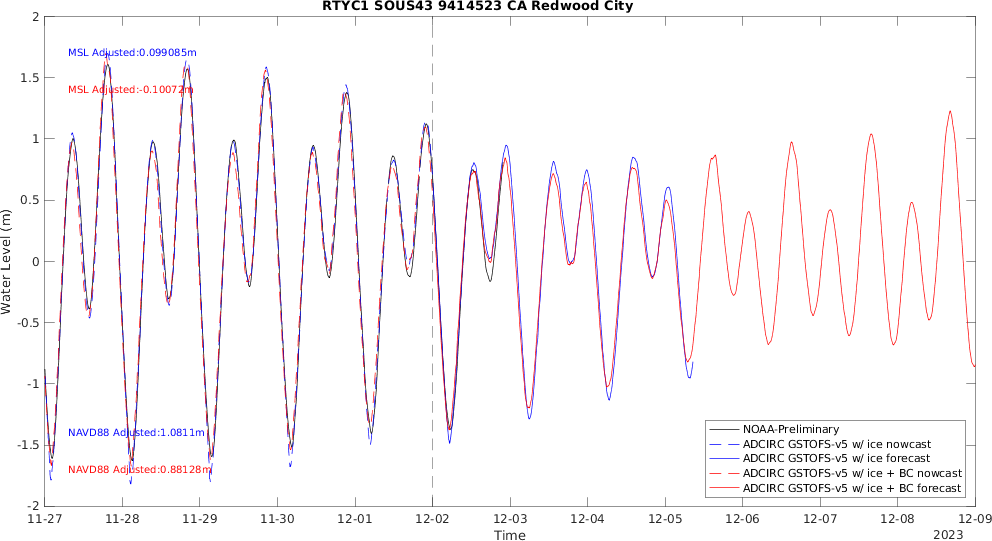 RTYC1 SOUS43 9414523 CA Redwood City
2
1.5
1
0.5
0
-0.5
-1
-1.5
-2
Water Level (m)
MSL Adjusted:0.099085m
MSL Adjusted:-0.10072m
NAVD88 Adjusted:1.0811m
NAVD88 Adjusted:0.88128m
NOAA-Preliminary
ADCIRC GSTOFS-v5 w/ ice nowcast
ADCIRC GSTOFS-v5 w/ ice forecast
ADCIRC GSTOFS-v5 w/ ice + BC nowcast
ADCIRC GSTOFS-v5 w/ ice + BC forecast
11-27 11-28 11-29 11-30 12-01 12-02 12-03 12-04 12-05 12-06 12-07 12-08 12-09
Time
2023